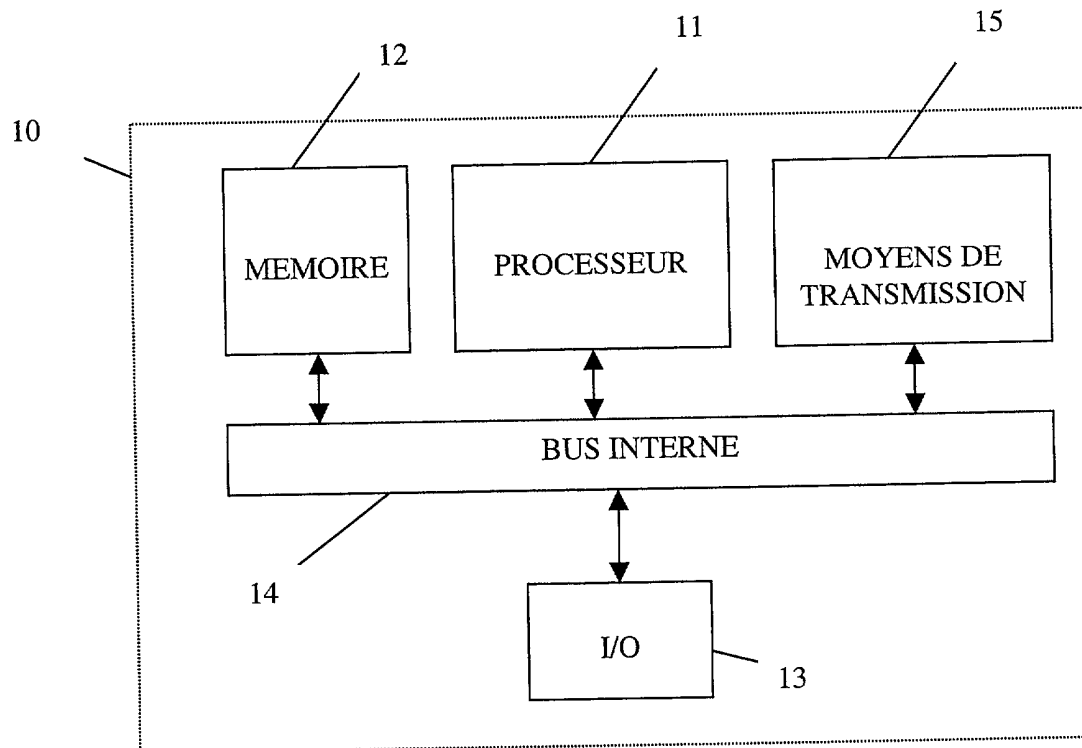 12
11
15
10
MEMOIRE
PROCESSEUR
MOYENS DE
TRANSMISSION
BUS INTERNE
14
I/O
13